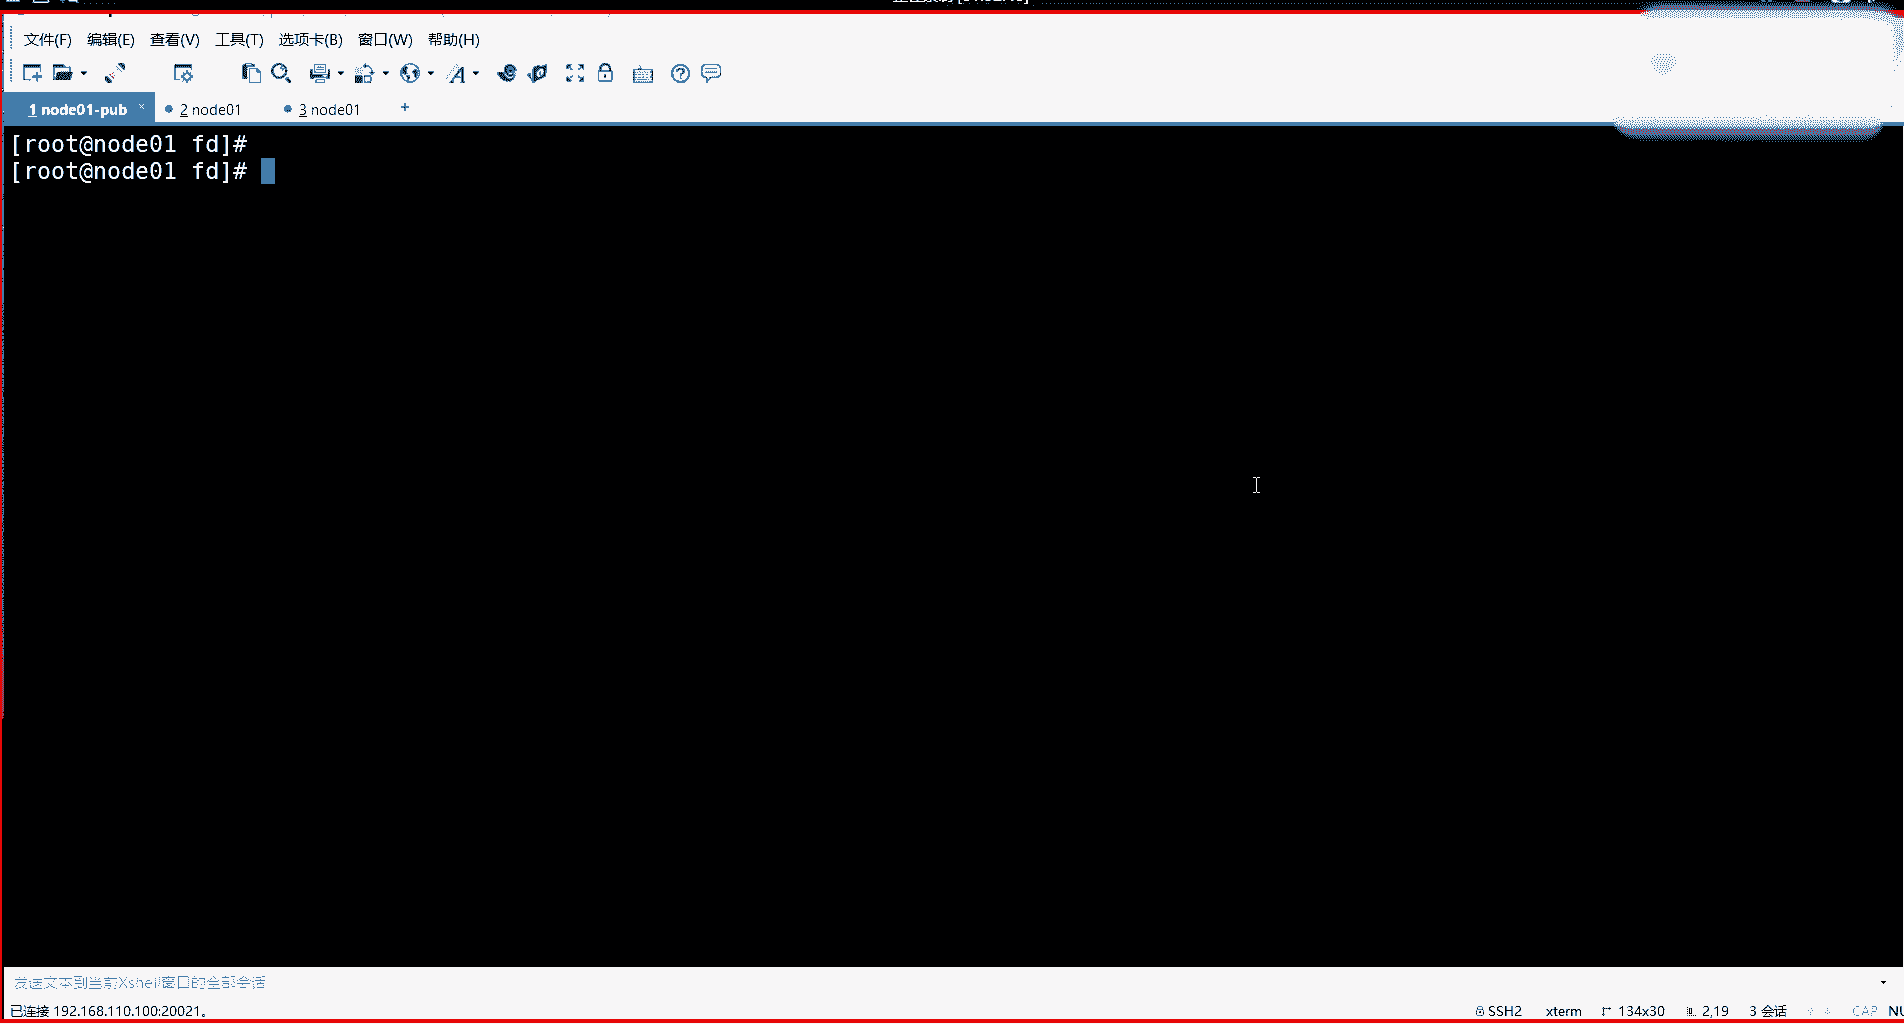 文件(F) 编辑(E) 查看(V) 工具(T) 选项卡(B) 窗口(W) 帮助(H)
1 node01-pub × 2 node01 3 node01 +
[root@node01 fd]#
[root@node01 fd]#
发送文本到当前Xshell窗口的全部会话
已连接 192.168.110.100:20021。 SSH2 xterm 134x30 2,19 3 会话 CAP